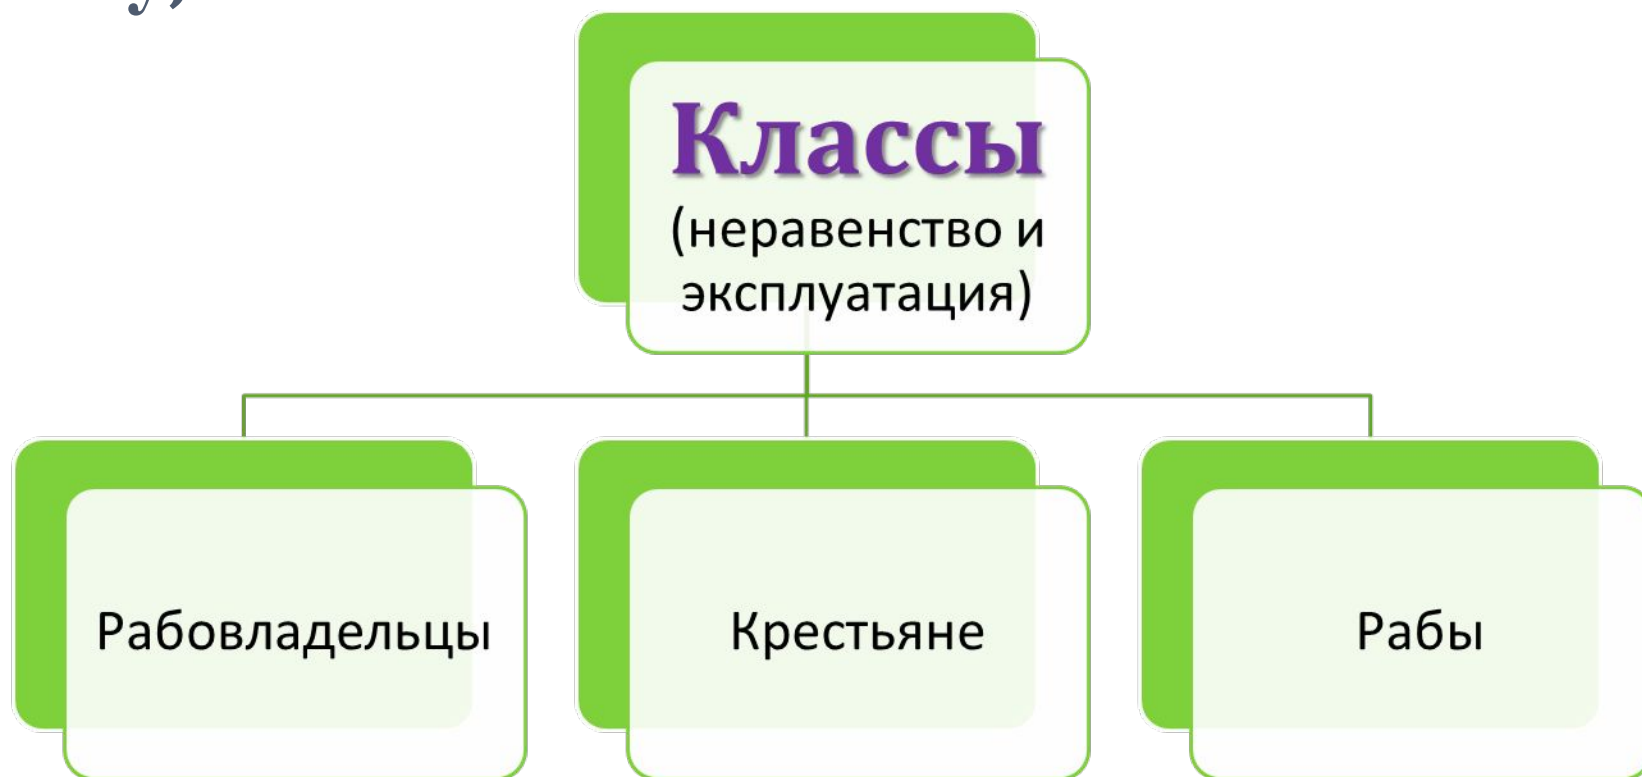 Классы
(неравенство и
эксплуатация)
Рабовладельцы
Крестьяне
Рабы